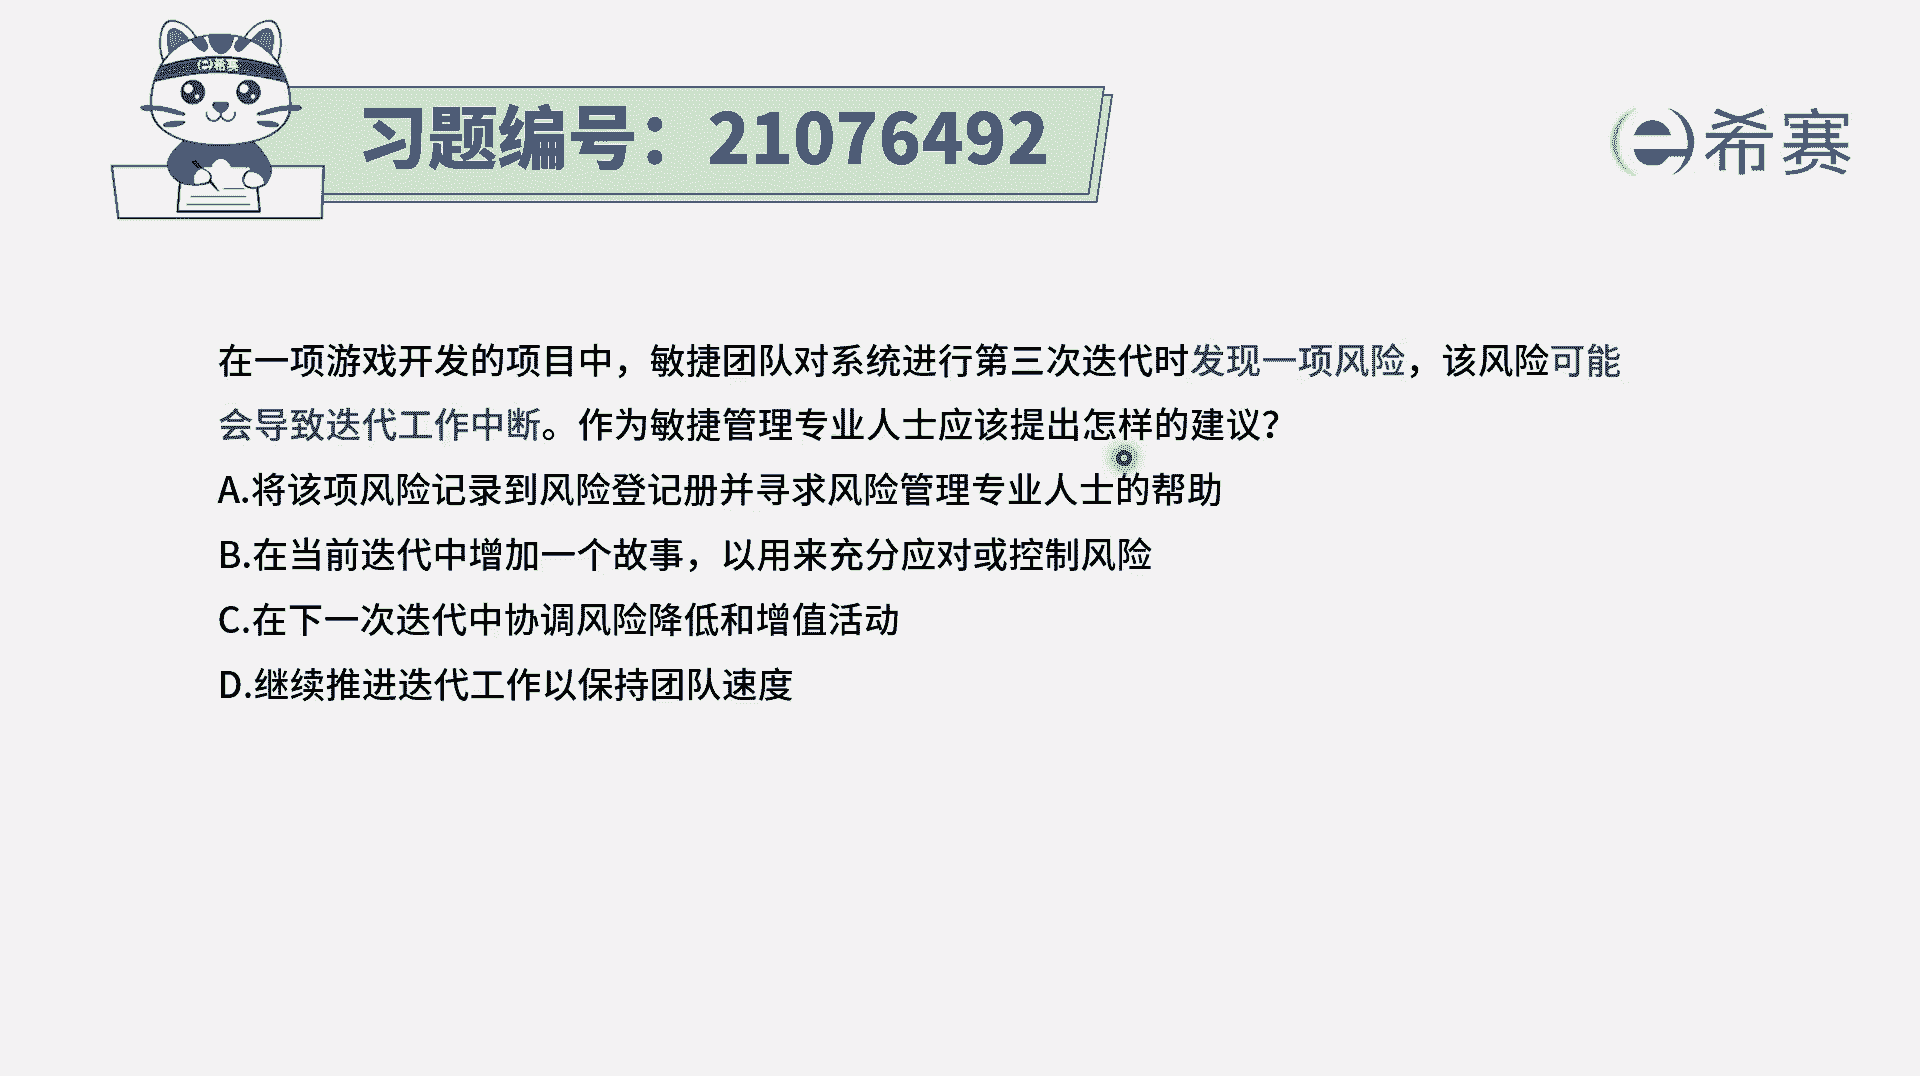 希赛
习题编号：21076492
希赛
在一项游戏开发的项目中，敏捷团队对系统进行第三次迭代时发现一项风险，该风险可能
会导致迭代工作中断。作为敏捷管理专业人士应该提出怎样的建议？
A.将该项风险记录到风险登记册并寻求风险管理专业人士的帮助
B.在当前迭代中增加一个故事，以用来充分应对或控制风险
C.在下一次迭代中协调风险降低和增值活动
D.继续推进迭代工作以保持团队速度